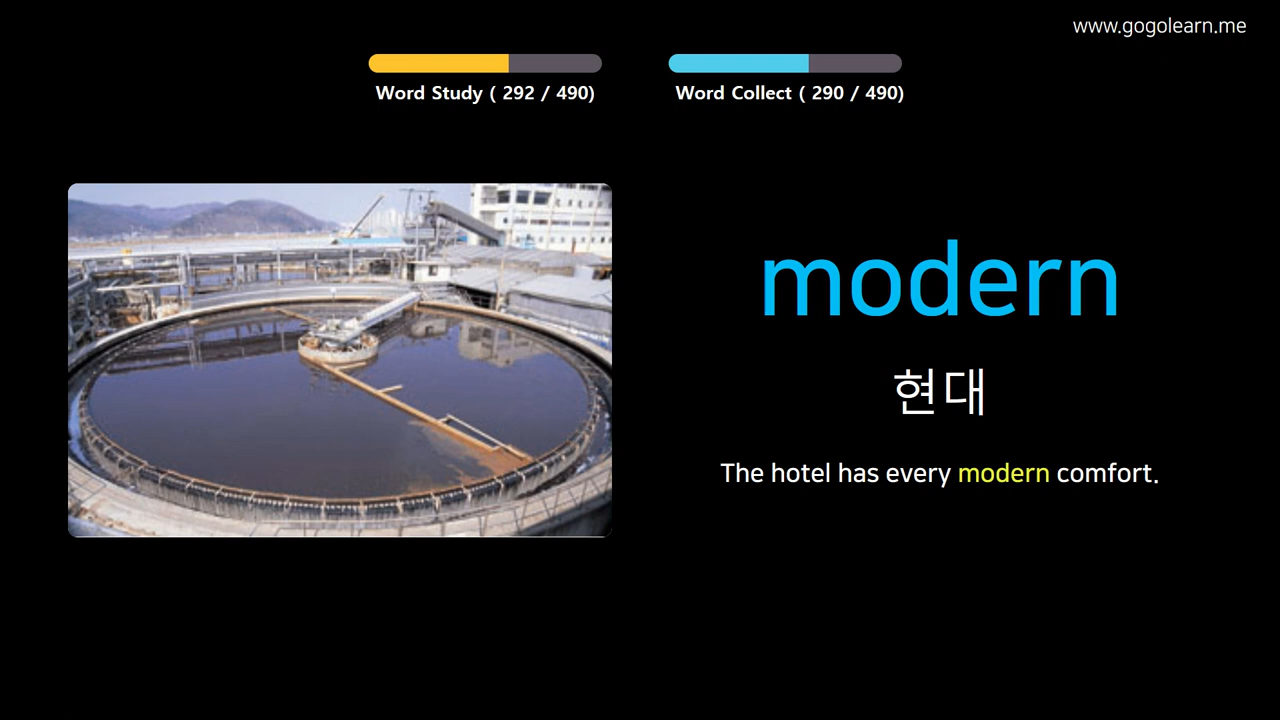 www.gogolearn.me
Word Study ( 292 / 490)
Word Collect ( 290 / 490)
modern
현대
The hotel has every modern comfort.